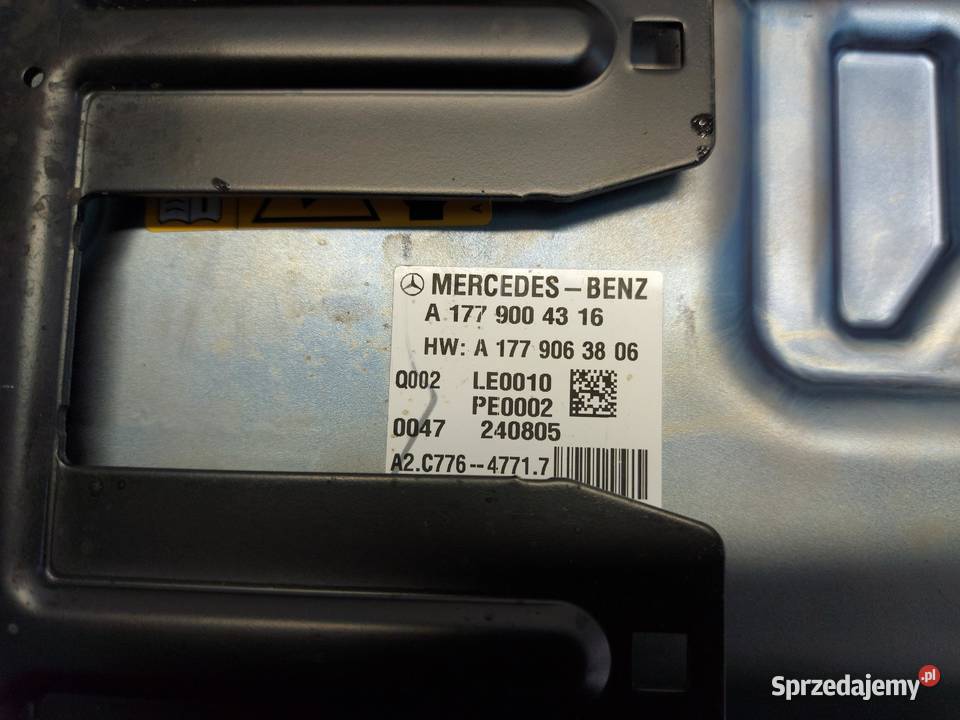 MERCEDES-BENZ
A 177 900 43 16
HW: A 177 906 38 06
Q002 LE0010
PE0002
0047 240805
A2.C776--4771.7
A
Sprzedajemy.pl